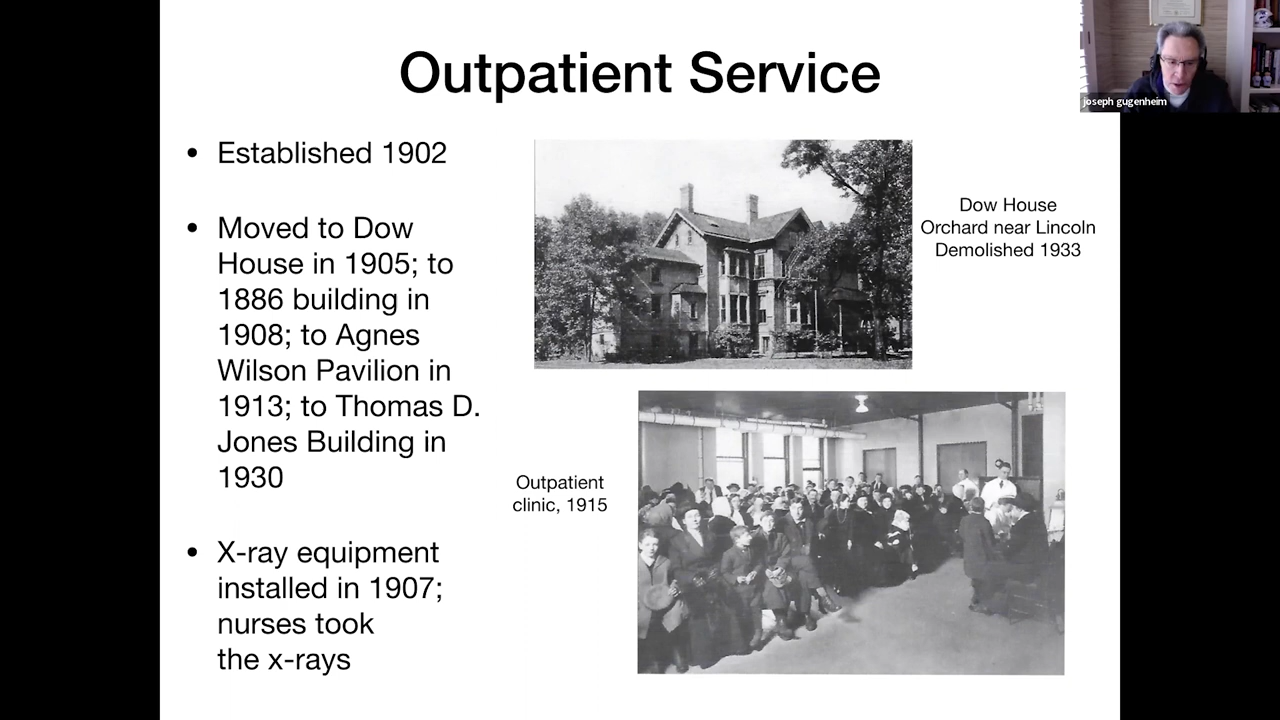 Outpatient Service
joseph gugenheim
• Established 1902
• Moved to Dow
House in 1905; to
1886 building in
1908; to Agnes
Wilson Pavilion in
1913; to Thomas D.
Jones Building in
1930
• X-ray equipment
installed in 1907;
nurses took
the x-rays
Dow House
Orchard near Lincoln
Demolished 1933
Outpatient
clinic, 1915